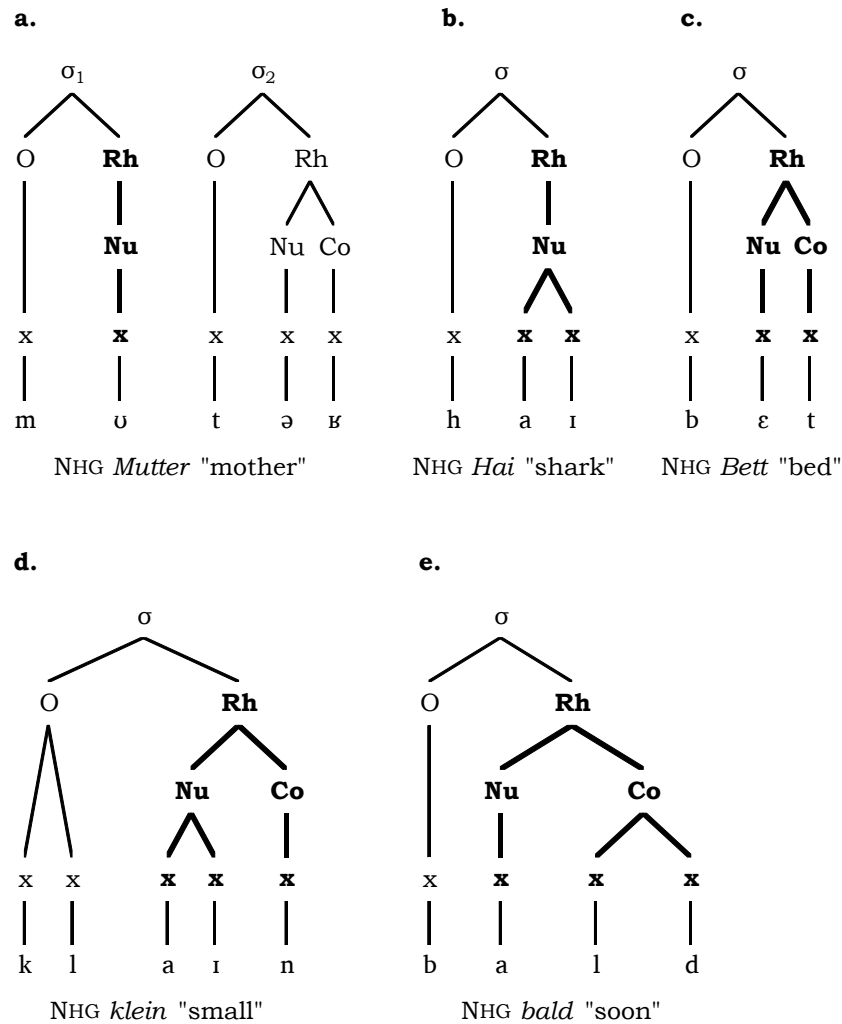 a. b. c.
σ₁ σ₂ σ σ
O Rh O Rh O Rh O Rh
Nu Nu Co Nu Nu Co
x x x x x x x x x x x
m ʊ t ə ʁ h a ɪ b ɛ t
NHG Mutter "mother" NHG Hai "shark" NHG Bett "bed"
d. e.
σ σ
O Rh O Rh
Nu Co Nu Co
x x x x x x x x x
k l a ɪ n b a l d
NHG klein "small" NHG bald "soon"